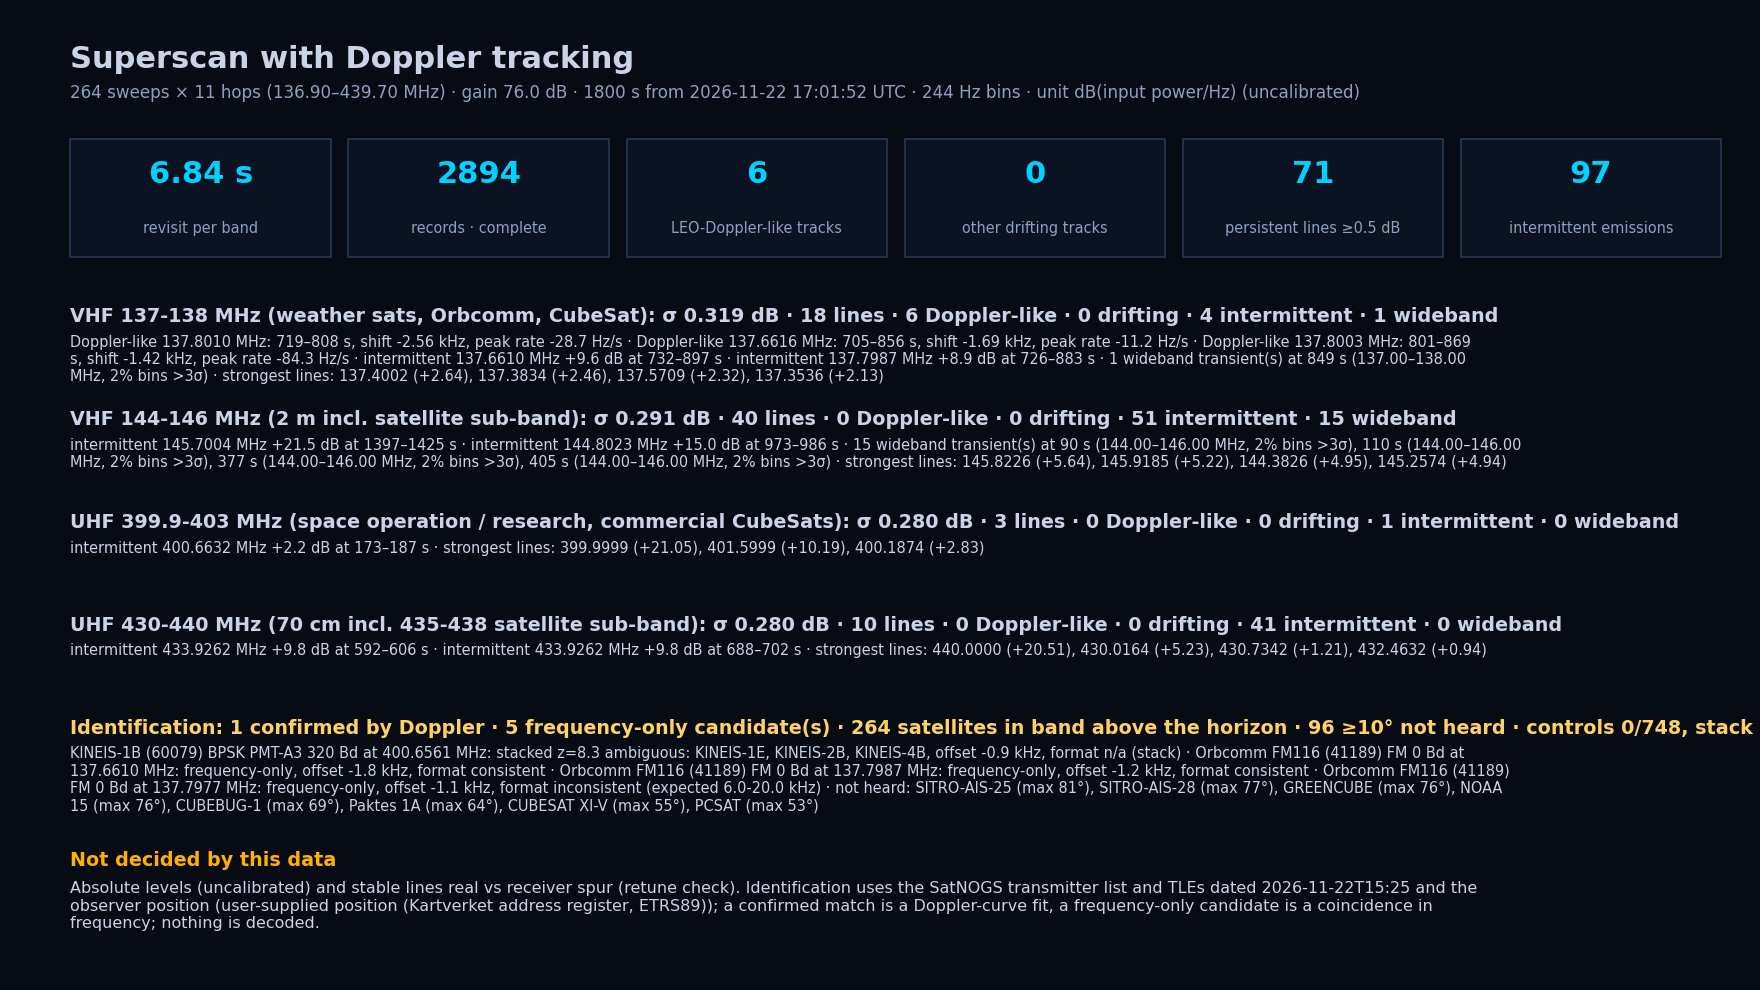 Superscan with Doppler tracking
264 sweeps × 11 hops (136.90–439.70 MHz) · gain 76.0 dB · 1800 s from 2026-11-22 17:01:52 UTC · 244 Hz bins · unit dB(input power/Hz) (uncalibrated)
6.84 s
revisit per band
2894
records · complete
6
LEO-Doppler-like tracks
0
other drifting tracks
71
persistent lines ≥0.5 dB
97
intermittent emissions
VHF 137-138 MHz (weather sats, Orbcomm, CubeSat): σ 0.319 dB · 18 lines · 6 Doppler-like · 0 drifting · 4 intermittent · 1 wideband
Doppler-like 137.8010 MHz: 719–808 s, shift -2.56 kHz, peak rate -28.7 Hz/s · Doppler-like 137.6616 MHz: 705–856 s, shift -1.69 kHz, peak rate -11.2 Hz/s · Doppler-like 137.8003 MHz: 801–869
s, shift -1.42 kHz, peak rate -84.3 Hz/s · intermittent 137.6610 MHz +9.6 dB at 732–897 s · intermittent 137.7987 MHz +8.9 dB at 726–883 s · 1 wideband transient(s) at 849 s (137.00–138.00
MHz, 2% bins >3σ) · strongest lines: 137.4002 (+2.64), 137.3834 (+2.46), 137.5709 (+2.32), 137.3536 (+2.13)
VHF 144-146 MHz (2 m incl. satellite sub-band): σ 0.291 dB · 40 lines · 0 Doppler-like · 0 drifting · 51 intermittent · 15 wideband
intermittent 145.7004 MHz +21.5 dB at 1397–1425 s · intermittent 144.8023 MHz +15.0 dB at 973–986 s · 15 wideband transient(s) at 90 s (144.00–146.00 MHz, 2% bins >3σ), 110 s (144.00–146.00
MHz, 2% bins >3σ), 377 s (144.00–146.00 MHz, 2% bins >3σ), 405 s (144.00–146.00 MHz, 2% bins >3σ) · strongest lines: 145.8226 (+5.64), 145.9185 (+5.22), 144.3826 (+4.95), 145.2574 (+4.94)
UHF 399.9-403 MHz (space operation / research, commercial CubeSats): σ 0.280 dB · 3 lines · 0 Doppler-like · 0 drifting · 1 intermittent · 0 wideband
intermittent 400.6632 MHz +2.2 dB at 173–187 s · strongest lines: 399.9999 (+21.05), 401.5999 (+10.19), 400.1874 (+2.83)
UHF 430-440 MHz (70 cm incl. 435-438 satellite sub-band): σ 0.280 dB · 10 lines · 0 Doppler-like · 0 drifting · 41 intermittent · 0 wideband
intermittent 433.9262 MHz +9.8 dB at 592–606 s · intermittent 433.9262 MHz +9.8 dB at 688–702 s · strongest lines: 440.0000 (+20.51), 430.0164 (+5.23), 430.7342 (+1.21), 432.4632 (+0.94)
Identification: 1 confirmed by Doppler · 5 frequency-only candidate(s) · 264 satellites in band above the horizon · 96 ≥10° not heard · controls 0/748, stack
KINEIS-1B (60079) BPSK PMT-A3 320 Bd at 400.6561 MHz: stacked z=8.3 ambiguous: KINEIS-1E, KINEIS-2B, KINEIS-4B, offset -0.9 kHz, format n/a (stack) · Orbcomm FM116 (41189) FM 0 Bd at
137.6610 MHz: frequency-only, offset -1.8 kHz, format consistent · Orbcomm FM116 (41189) FM 0 Bd at 137.7987 MHz: frequency-only, offset -1.2 kHz, format consistent · Orbcomm FM116 (41189)
FM 0 Bd at 137.7977 MHz: frequency-only, offset -1.1 kHz, format inconsistent (expected 6.0-20.0 kHz) · not heard: SITRO-AIS-25 (max 81°), SITRO-AIS-28 (max 77°), GREENCUBE (max 76°), NOAA
15 (max 76°), CUBEBUG-1 (max 69°), Paktes 1A (max 64°), CUBESAT XI-V (max 55°), PCSAT (max 53°)
Not decided by this data
Absolute levels (uncalibrated) and stable lines real vs receiver spur (retune check). Identification uses the SatNOGS transmitter list and TLEs dated 2026-11-22T15:25 and the
observer position (user-supplied position (Kartverket address register, ETRS89)); a confirmed match is a Doppler-curve fit, a frequency-only candidate is a coincidence in
frequency; nothing is decoded.